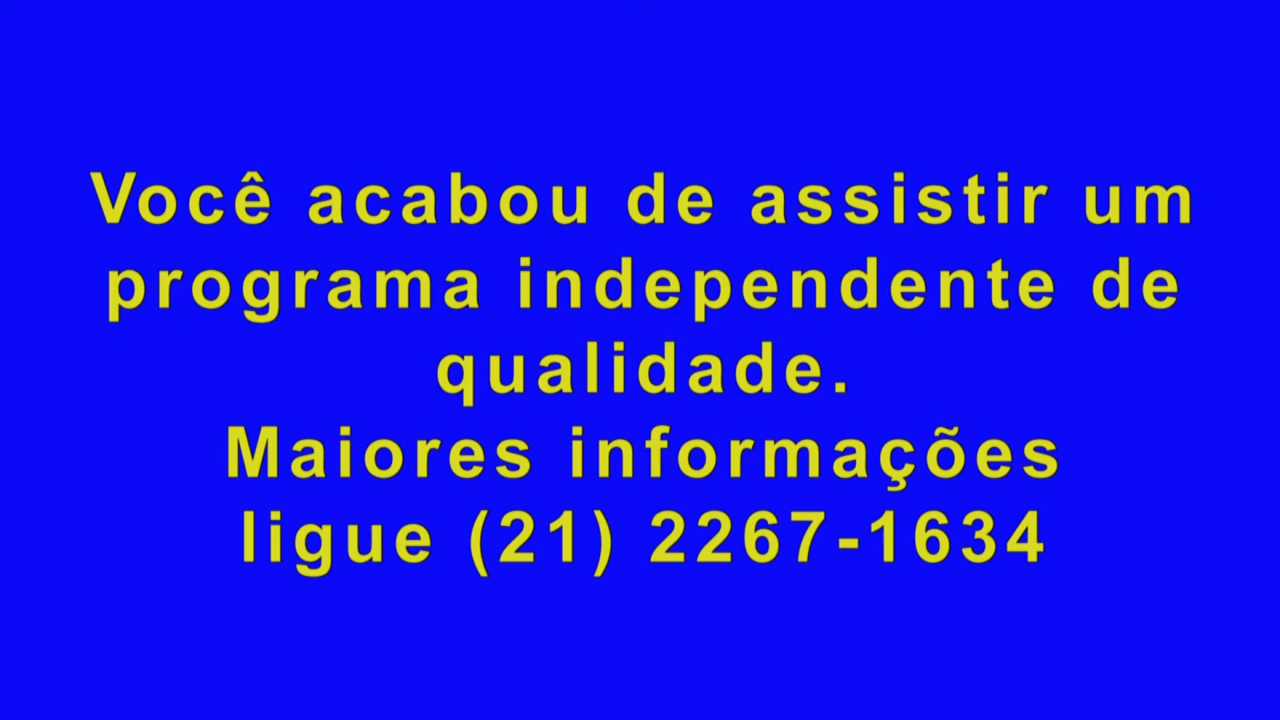 Você acabou de assistir um
programa independente de
qualidade.
Maiores informações
ligue (21) 2267-1634